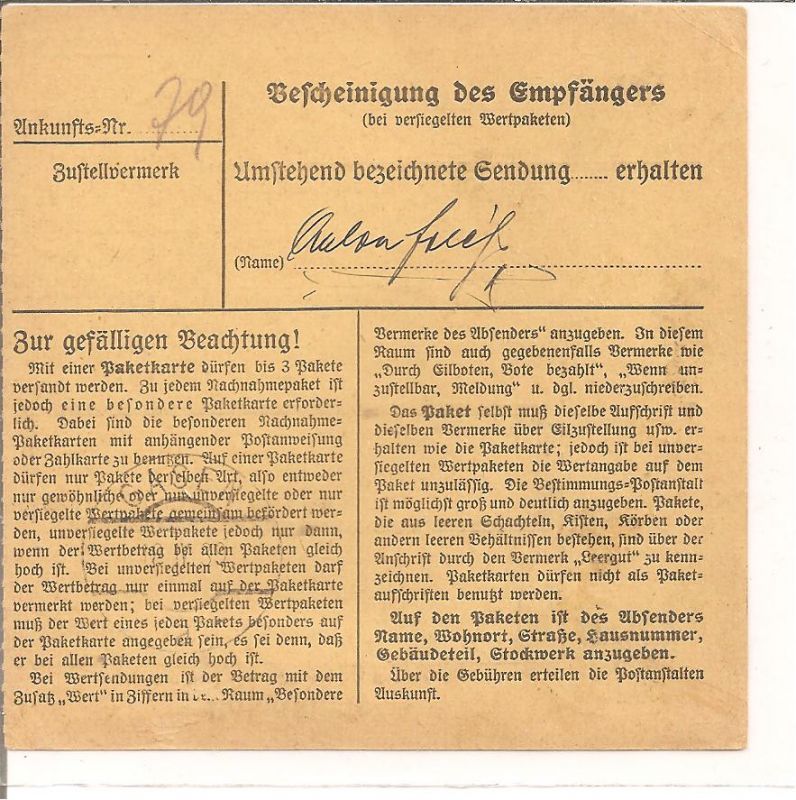 79
Ankunfts=Nr. ..........
Zustellvermerk
Bescheinigung des Empfängers
(bei versiegelten Wertpaketen)
Umstehend bezeichnete Sendung....... erhalten
(Name)
Zur gefälligen Beachtung!
Mit einer Paketkarte dürfen bis 3 Pakete
versandt werden. Zu jedem Nachnahmepaket ist
jedoch eine besondere Paketkarte erforder=
lich. Dabei sind die besonderen Nachnahme=
Paketkarten mit anhängender Postanweisung
oder Zahlkarte zu benutzen. Auf einer Paketkarte
dürfen nur Pakete derselben Art, also entweder
nur gewöhnliche oder nur unversiegelte oder nur
versiegelte Wertpakete gemeinsam befördert wer=
den, unversiegelte Wertpakete jedoch nur dann,
wenn der Wertbetrag bei allen Paketen gleich
hoch ist. Bei unversiegelten Wertpaketen darf
der Wertbetrag nur einmal auf der Paketkarte
vermerkt werden; bei versiegelten Wertpaketen
muß der Wert eines jeden Pakets besonders auf
der Paketkarte angegeben sein, es sei denn, daß
er bei allen Paketen gleich hoch ist.
Bei Wertsendungen ist der Betrag mit dem
Zusatz „Wert" in Ziffern in Raum „Besondere
Vermerke des Absenders" anzugeben. In diesem
Raum sind auch gegebenenfalls Vermerke wie
„Durch Eilboten, Bote bezahlt", „Wenn un=
zustellbar, Meldung" u. dgl. niederzuschreiben.
Das Paket selbst muß dieselbe Aufschrift und
dieselben Vermerke über Eilzustellung usw. er=
halten wie die Paketkarte; jedoch ist bei unver=
siegelten Wertpaketen die Wertangabe auf dem
Paket unzulässig. Die Bestimmungs=Postanstalt
ist möglichst groß und deutlich anzugeben. Pakete,
die aus leeren Schachteln, Kisten, Körben oder
andern leeren Behältnissen bestehen, sind über der
Anschrift durch den Vermerk „Leergut" zu kenn=
zeichnen. Paketkarten dürfen nicht als Paket=
aufschriften benutzt werden.
Auf den Paketen ist des Absenders
Name, Wohnort, Straße, Hausnummer,
Gebäudeteil, Stockwerk anzugeben.
Über die Gebühren erteilen die Postanstalten
Auskunft.